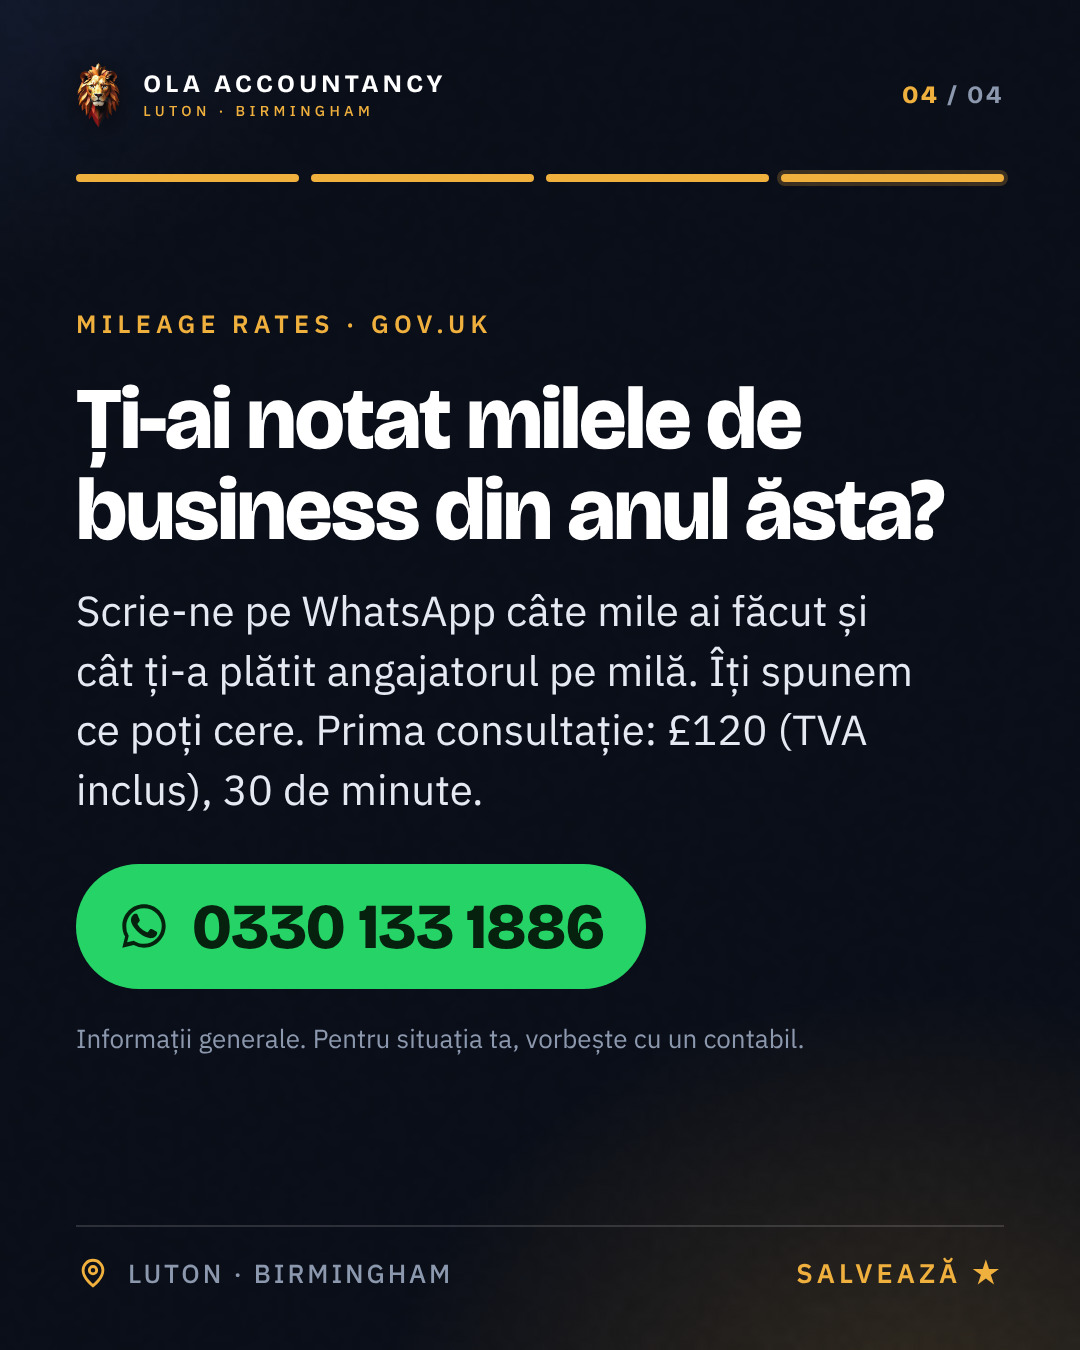 OLA ACCOUNTANCY
LUTON · BIRMINGHAM
04 / 04
MILEAGE RATES · GOV.UK
Ți-ai notat milele de
business din anul ăsta?
Scrie-ne pe WhatsApp câte mile ai făcut și
cât ți-a plătit angajatorul pe milă. Îți spunem
ce poți cere. Prima consultație: £120 (TVA
inclus), 30 de minute.
0330 133 1886
Informații generale. Pentru situația ta, vorbește cu un contabil.
LUTON · BIRMINGHAM
SALVEAZĂ ★